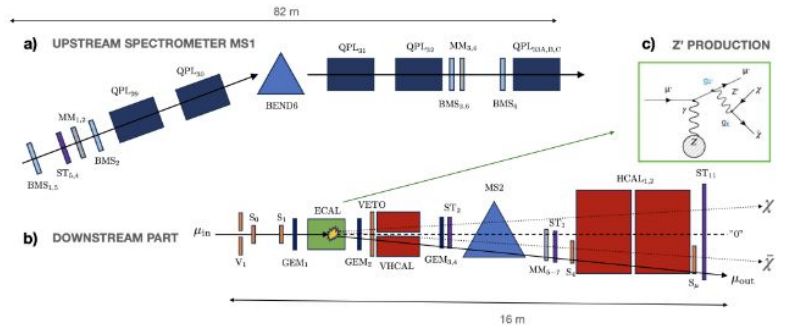 82 m
a) UPSTREAM SPECTROMETER MS1
c) Z' PRODUCTION
QPL₂₉
QPL₃₀
QPL₃₁
QPL₃₂
MM₃,₄
QPL₃₃A,B,C
MM₁,₂
BMS₁,₅
ST₅,₄
BMS₂
BEND6
BMS₃,₆
BMS₄
μ⁻
μ⁻
γ
Z'
χ
χ̄
Z
b) DOWNSTREAM PART
μin
V₁
S₀
S₁
GEM₁
ECAL
GEM₂
VETO
VHCAL
GEM₃,₄
ST₂
MS2
MM₅₋₇
ST₁
S₄
HCAL₁,₂
ST₁₁
Sμ
χ
"0"
χ̄
μout
16 m